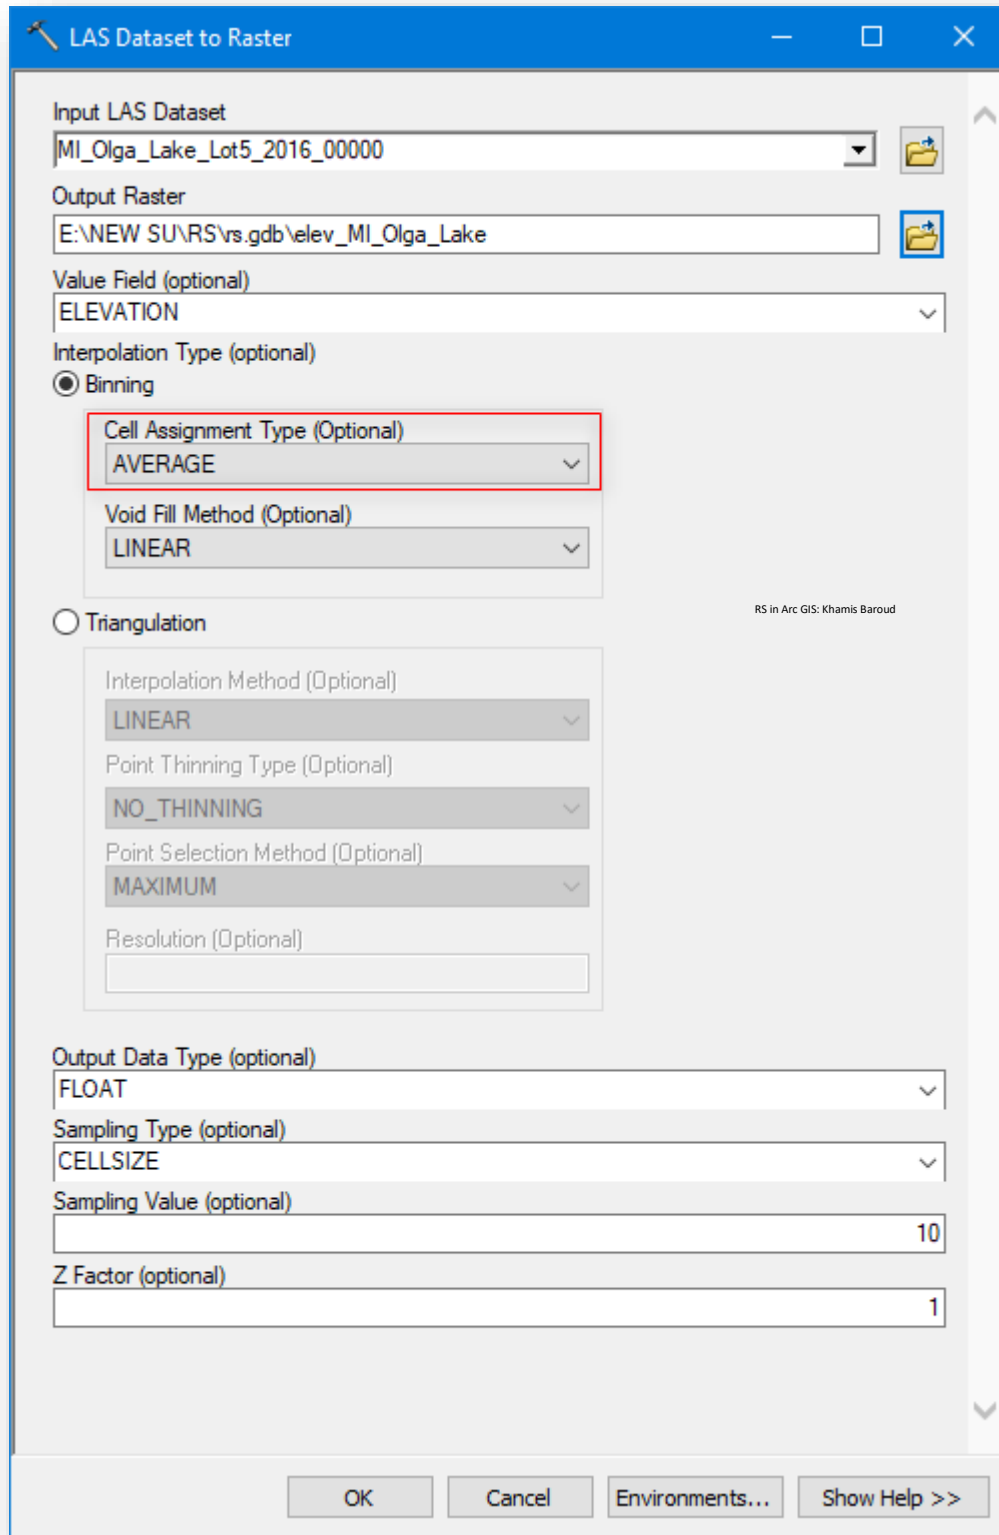 LAS Dataset to Raster
Input LAS Dataset
MI_Olga_Lake_Lot5_2016_00000
Output Raster
E:\NEW SU\RS\rs.gdb\elev_MI_Olga_Lake
Value Field (optional)
ELEVATION
Interpolation Type (optional)
Binning
Cell Assignment Type (Optional)
AVERAGE
Void Fill Method (Optional)
LINEAR
RS in Arc GIS: Khamis Baroud
Triangulation
Interpolation Method (Optional)
LINEAR
Point Thinning Type (Optional)
NO_THINNING
Point Selection Method (Optional)
MAXIMUM
Resolution (Optional)
Output Data Type (optional)
FLOAT
Sampling Type (optional)
CELLSIZE
Sampling Value (optional)
10
Z Factor (optional)
1
OK Cancel Environments... Show Help >>